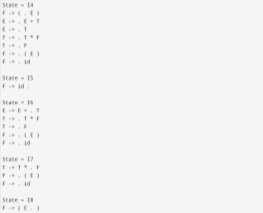 State = I4
F -> ( . E )
E -> . E + T
E -> . T
T -> . T * F
T -> . F
F -> . ( E )
F -> . id
State = I5
F -> id .
State = I6
E -> E + . T
T -> . T * F
T -> . F
F -> . ( E )
F -> . id
State = I7
T -> T * . F
F -> . ( E )
F -> . id
State = I8
F -> ( E . )